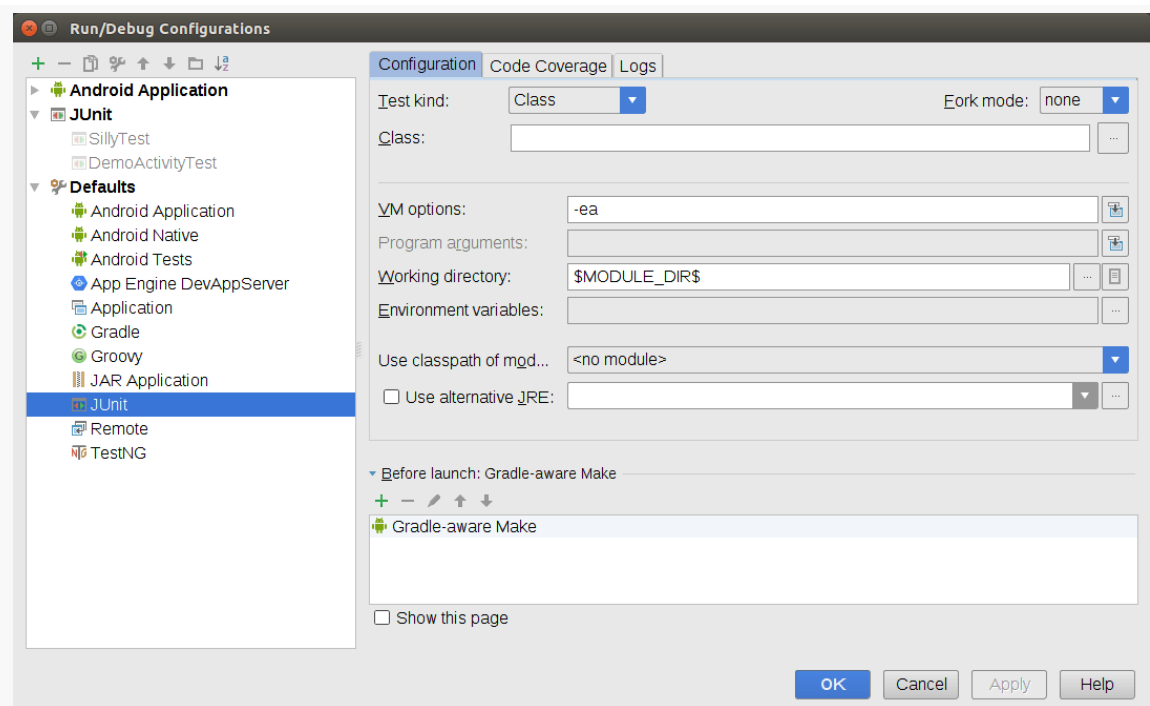 Run/Debug Configurations
Android Application
JUnit
SillyTest
DemoActivityTest
Defaults
Android Application
Android Native
Android Tests
App Engine DevAppServer
Application
Gradle
Groovy
JAR Application
JUnit
Remote
TestNG
Configuration Code Coverage Logs
Test kind: Class Fork mode: none
Class: ...
VM options: -ea
Program arguments:
Working directory: $MODULE_DIR$ ...
Environment variables: ...
Use classpath of mod... <no module>
Use alternative JRE: ...
Before launch: Gradle-aware Make
Gradle-aware Make
Show this page
OK Cancel Apply Help